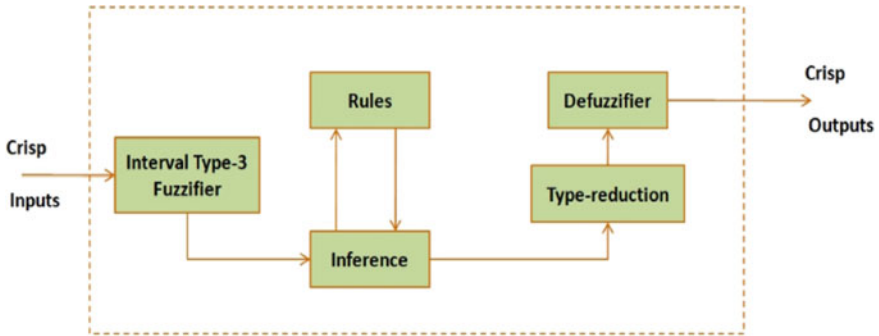 Crisp
Inputs
Interval Type-3
Fuzzifier
Rules
Inference
Type-reduction
Defuzzifier
Crisp
Outputs